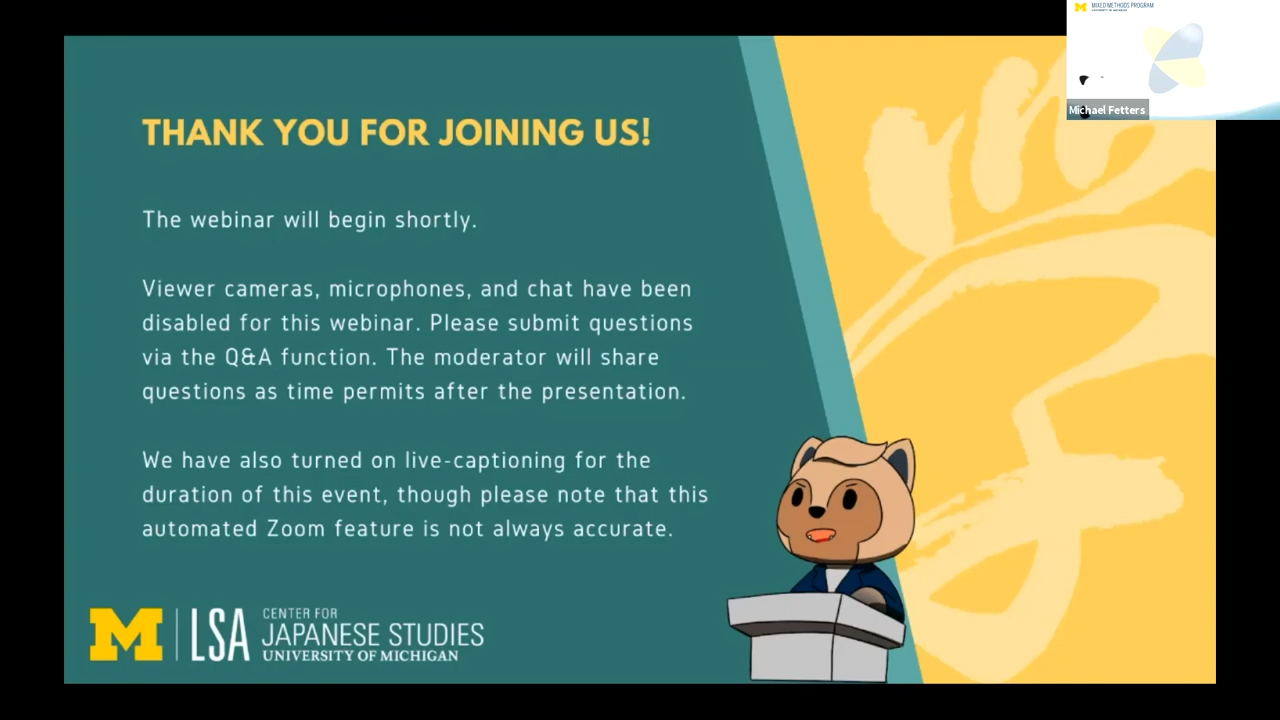 MIXED METHODS PROGRAM
UNIVERSITY OF MICHIGAN
Michael Fetters
THANK YOU FOR JOINING US!
The webinar will begin shortly.
Viewer cameras, microphones, and chat have been
disabled for this webinar. Please submit questions
via the Q&A function. The moderator will share
questions as time permits after the presentation.
We have also turned on live-captioning for the
duration of this event, though please note that this
automated Zoom feature is not always accurate.
M LSA CENTER FOR
JAPANESE STUDIES
UNIVERSITY OF MICHIGAN